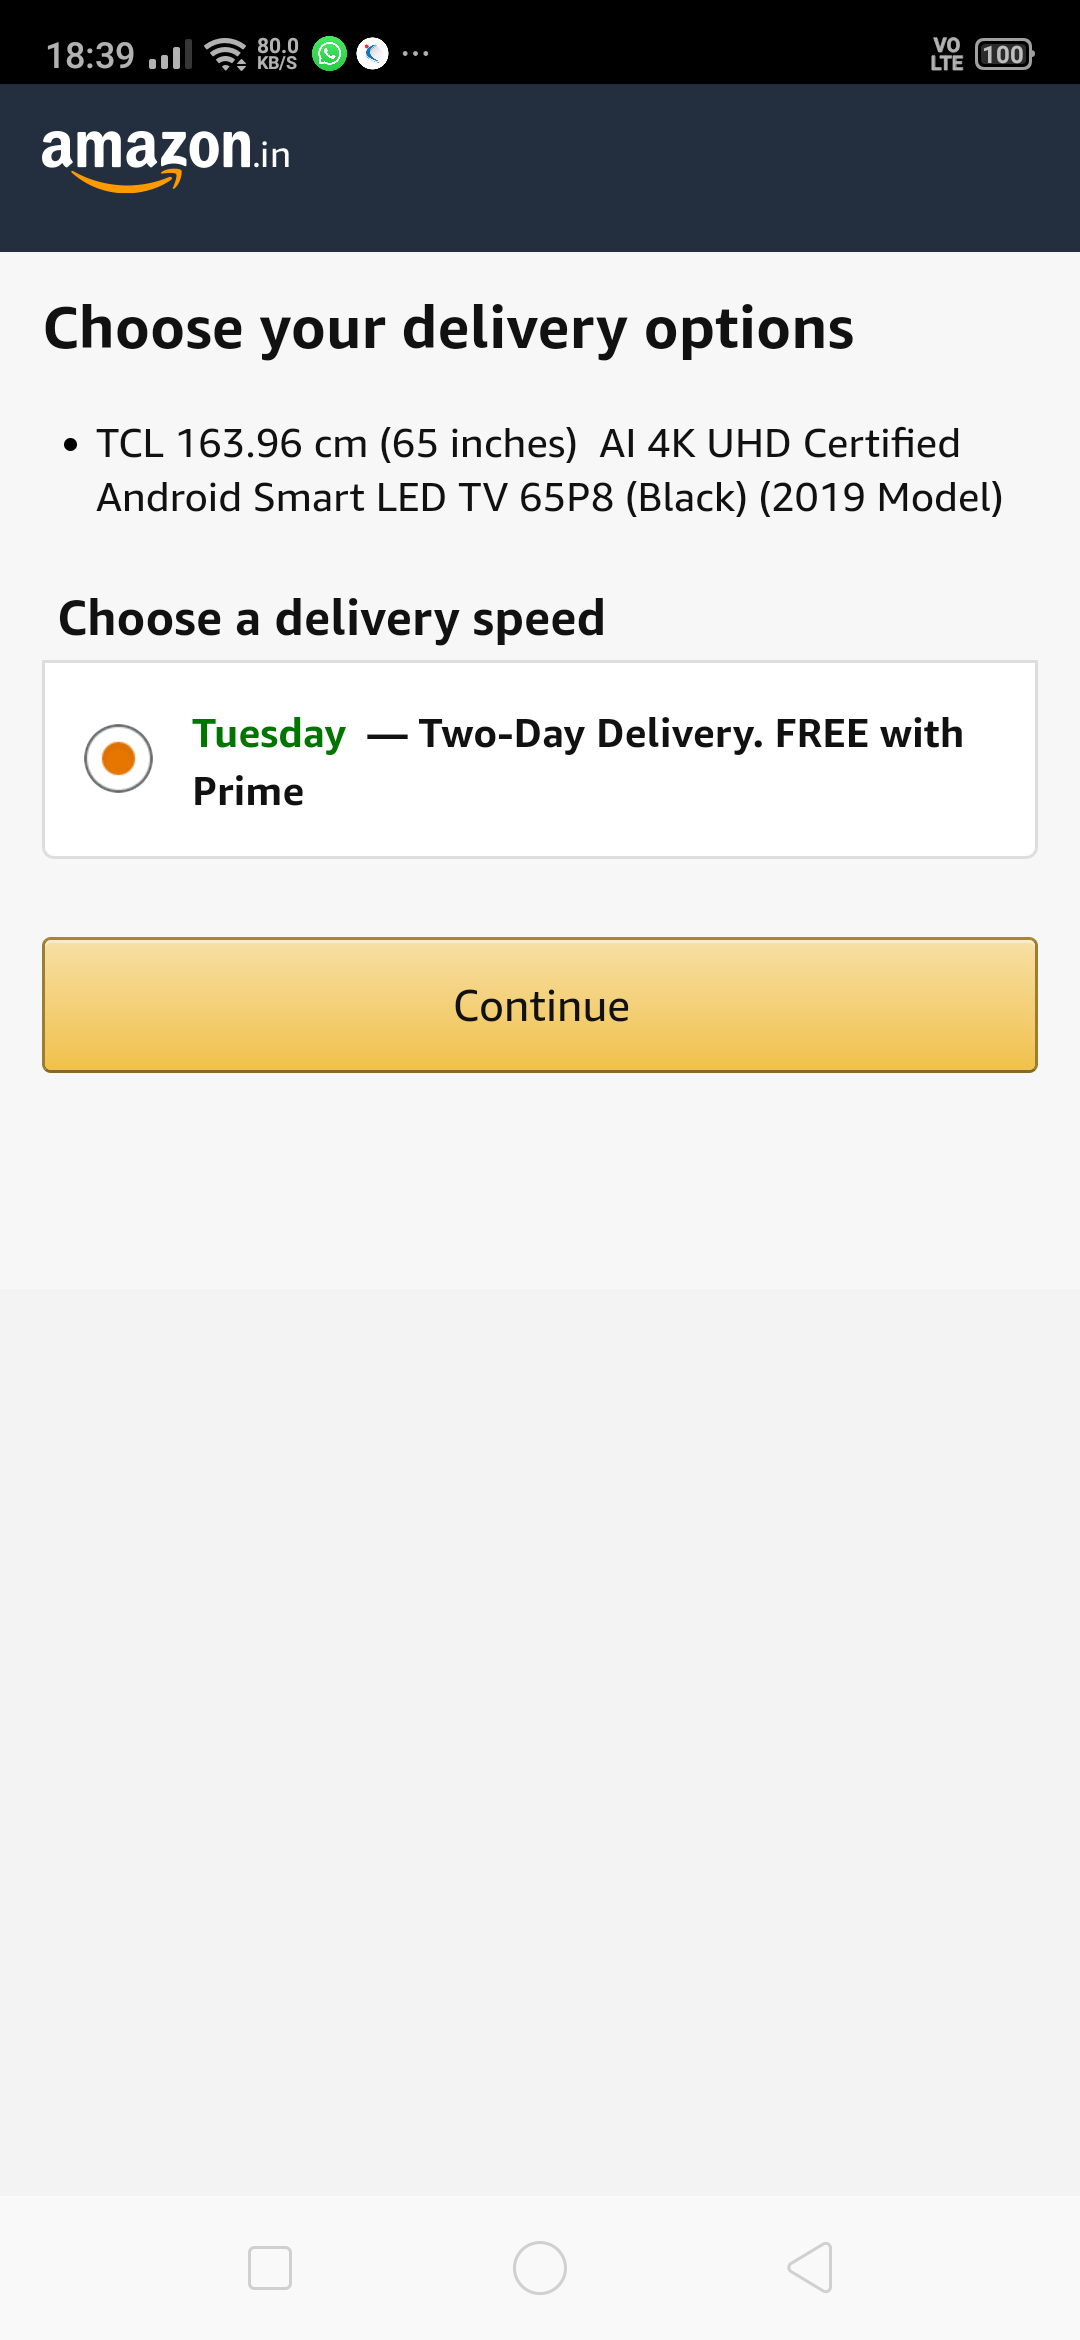 18:39 80.0 KB/S VO LTE 100
amazon.in
Choose your delivery options
• TCL 163.96 cm (65 inches) AI 4K UHD Certified
Android Smart LED TV 65P8 (Black) (2019 Model)
Choose a delivery speed
Tuesday — Two-Day Delivery. FREE with
Prime
Continue